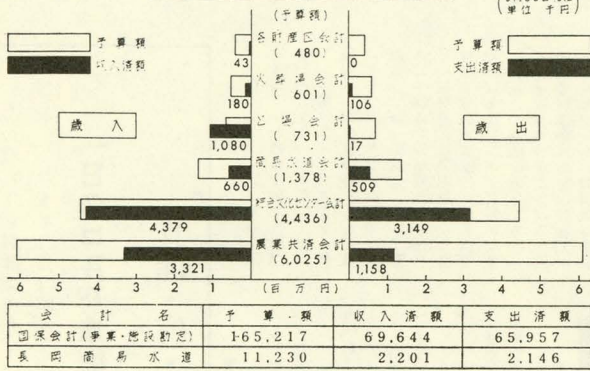 (予算額)
単位 千円
予算額
収入済額
予算額
支出済額
歳入
歳出
各財産区会計
(480)
43
0
火葬場会計
(601)
180
106
会計
(731)
1,080
17
簡易水道会計
(1,378)
660
509
センター会計
(4,436)
4,379
3,149
農業共済会計
(6,025)
3,321
1,158
6 5 4 3 2 1 (百万円) 1 2 3 4 5 6
会計名 予算額 収入済額 支出済額
国保会計(事業・施設勘定) 165,217 69,644 65,957
長岡簡易水道 11,230 2,201 2.146